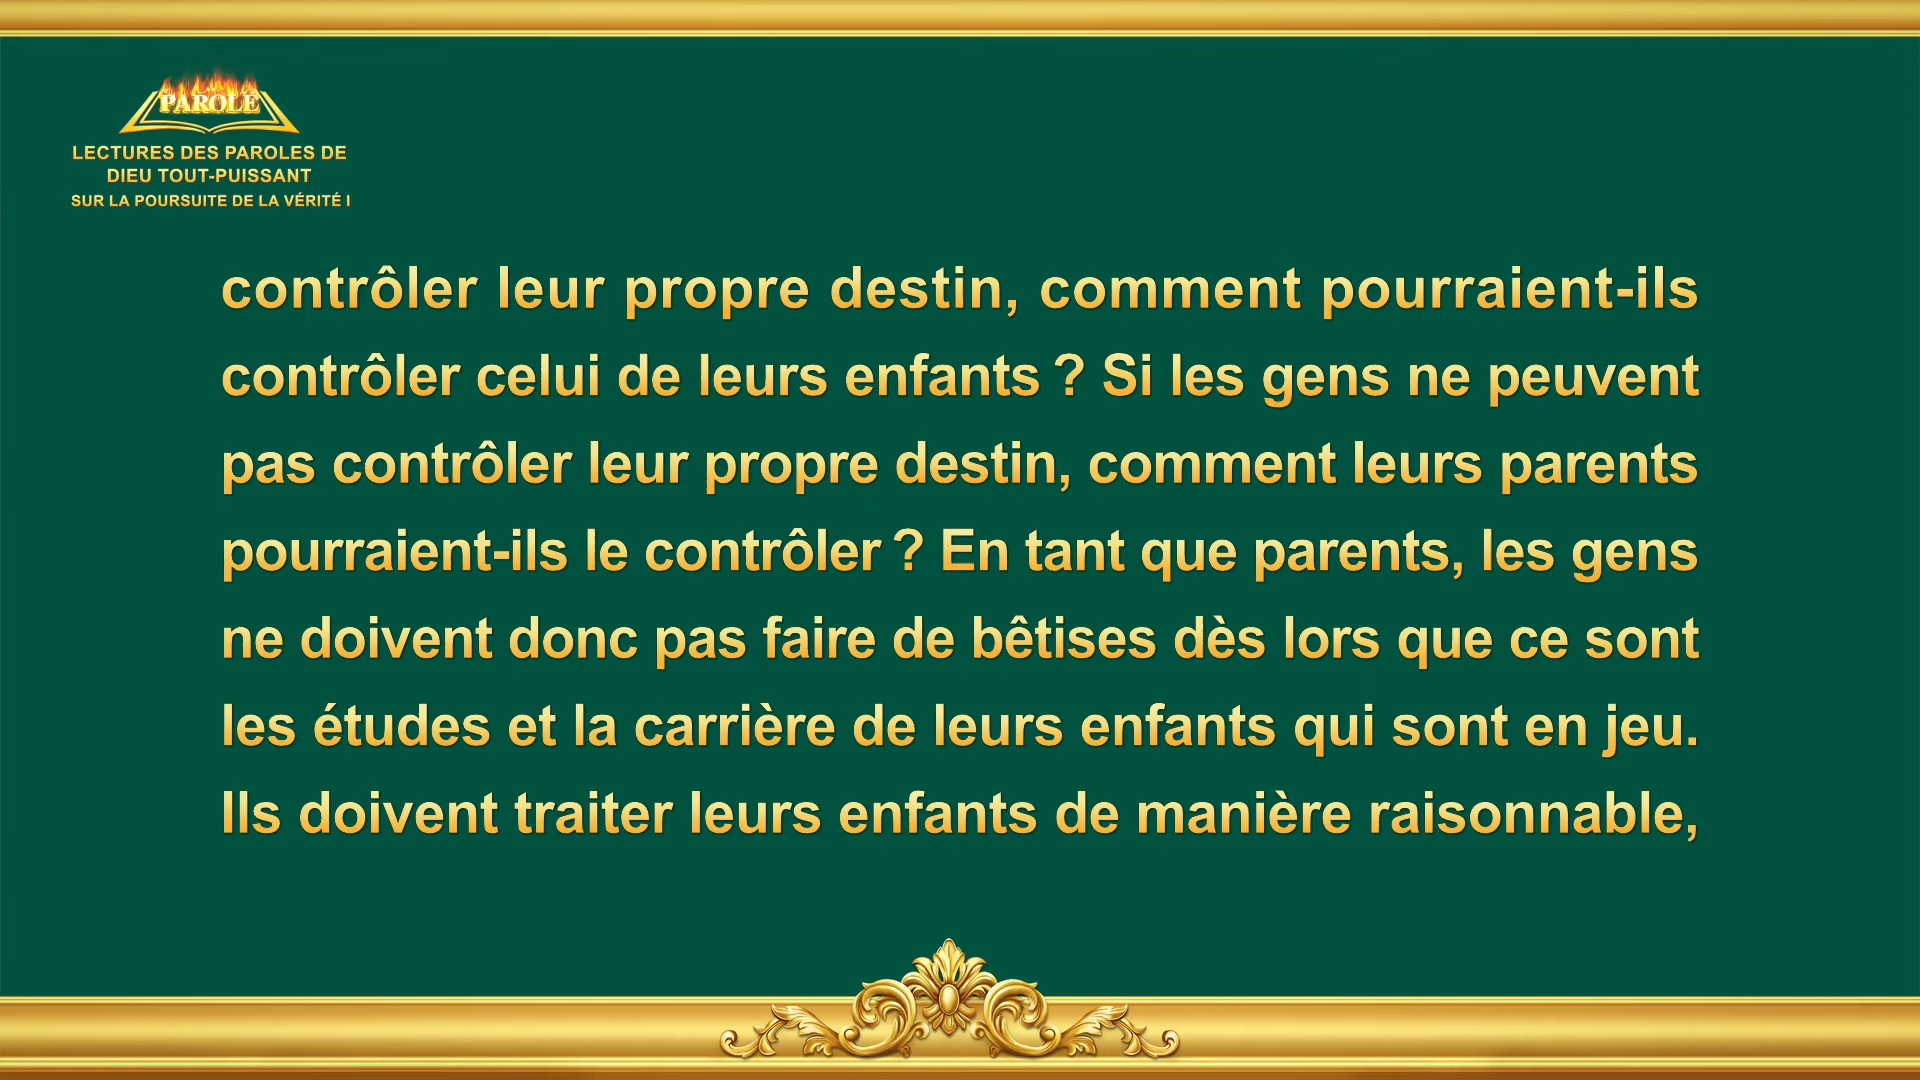 PAROLE
LECTURES DES PAROLES DE
DIEU TOUT-PUISSANT
SUR LA POURSUITE DE LA VÉRITÉ I
contrôler leur propre destin, comment pourraient-ils
contrôler celui de leurs enfants ? Si les gens ne peuvent
pas contrôler leur propre destin, comment leurs parents
pourraient-ils le contrôler ? En tant que parents, les gens
ne doivent donc pas faire de bêtises dès lors que ce sont
les études et la carrière de leurs enfants qui sont en jeu.
Ils doivent traiter leurs enfants de manière raisonnable,